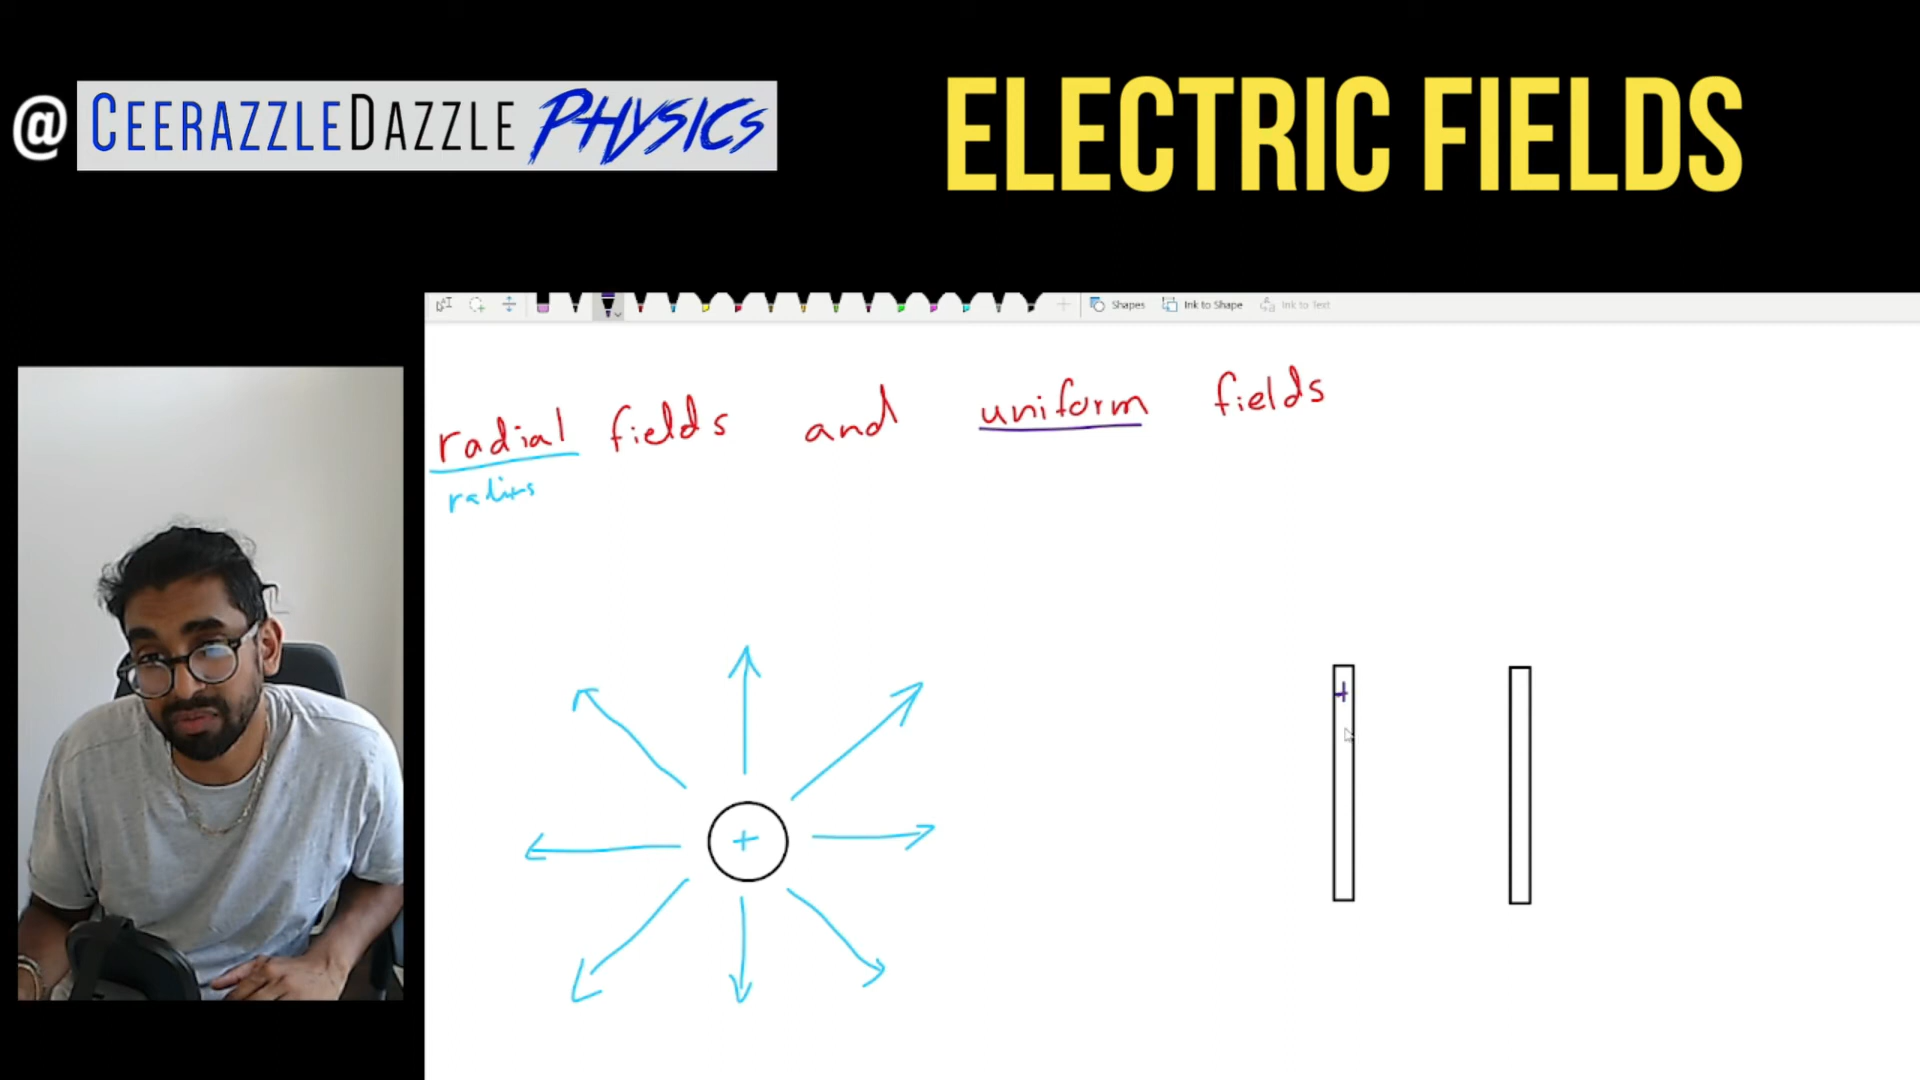 @ CEERAZZLEDAZZLE PHYSICS
ELECTRIC FIELDS
Shapes Ink to Shape Ink to Text
radial fields and uniform fields
radius
+
+